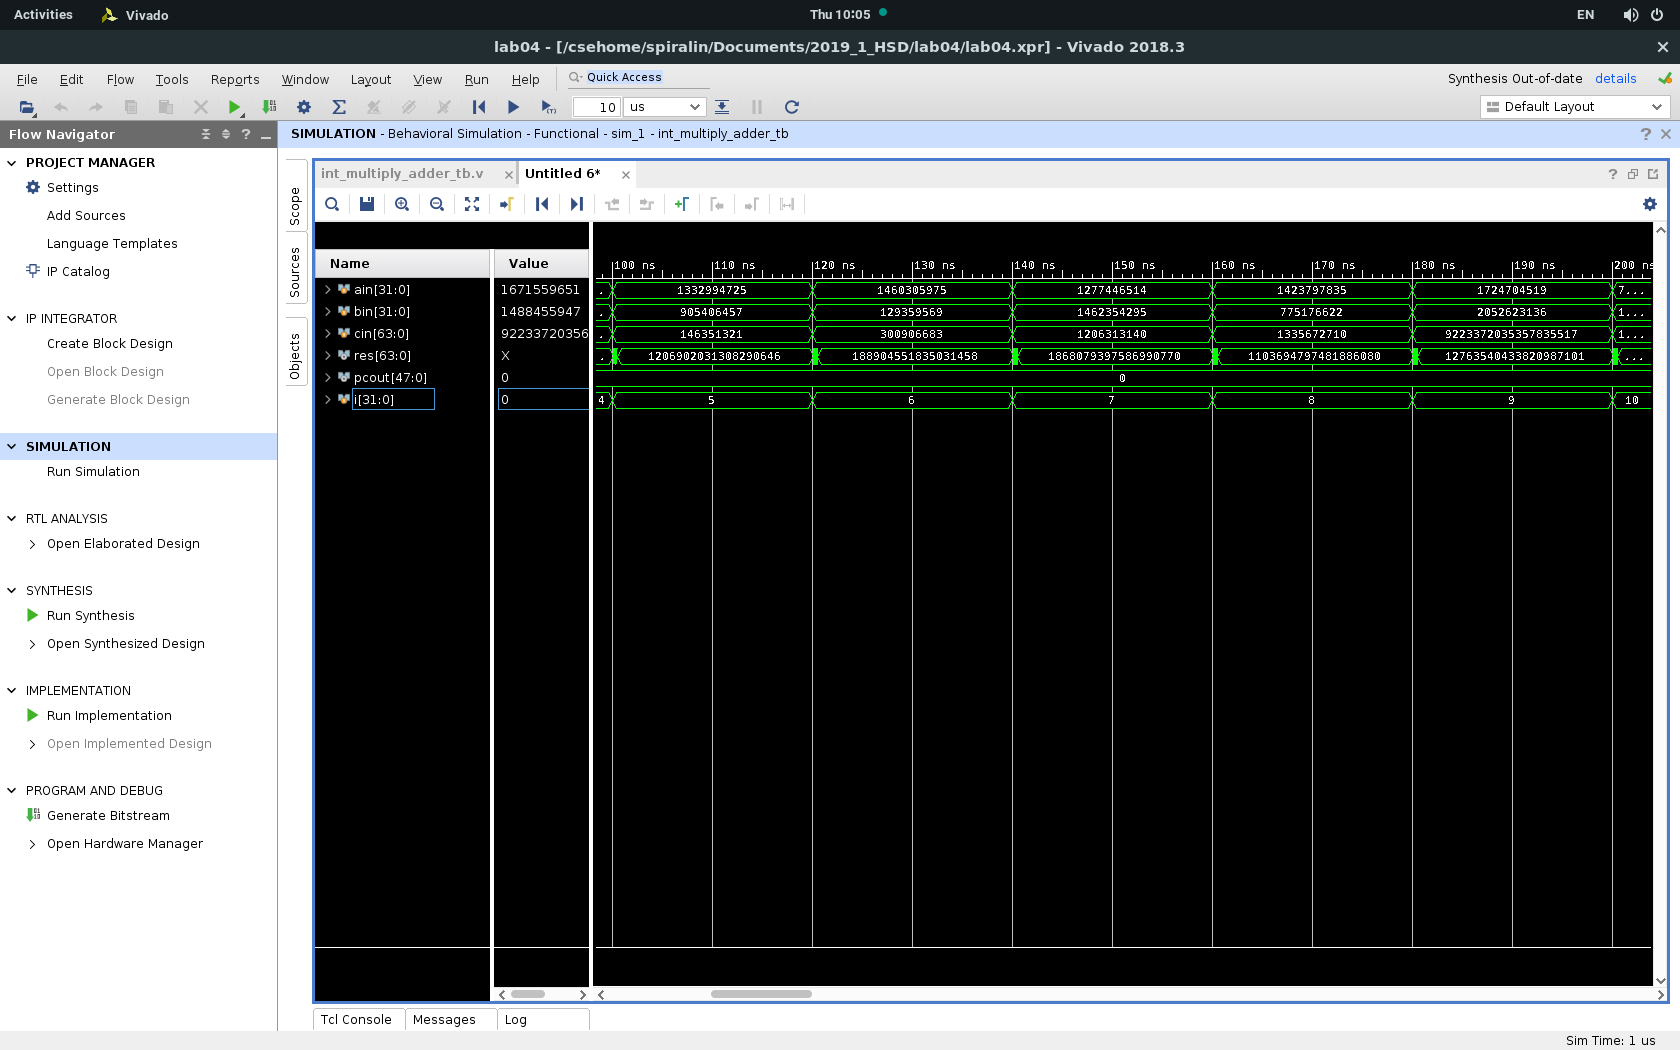 Activities Vivado Thu 10:05 EN
lab04 - [/csehome/spiralin/Documents/2019_1_HSD/lab04/lab04.xpr] - Vivado 2018.3
File Edit Flow Tools Reports Window Layout View Run Help Quick Access Synthesis Out-of-date details
10 us Default Layout
Flow Navigator
SIMULATION - Behavioral Simulation - Functional - sim_1 - int_multiply_adder_tb
PROJECT MANAGER
Settings
Add Sources
Language Templates
IP Catalog
IP INTEGRATOR
Create Block Design
Open Block Design
Generate Block Design
SIMULATION
Run Simulation
RTL ANALYSIS
Open Elaborated Design
SYNTHESIS
Run Synthesis
Open Synthesized Design
IMPLEMENTATION
Run Implementation
Open Implemented Design
PROGRAM AND DEBUG
Generate Bitstream
Open Hardware Manager
Scope
Sources
Objects
int_multiply_adder_tb.v Untitled 6*
Name Value
100 ns 110 ns 120 ns 130 ns 140 ns 150 ns 160 ns 170 ns 180 ns 190 ns 200 ns
ain[31:0] 1671559651 . 1332994725 1460305975 1277446514 1423797835 1724704519 7...
bin[31:0] 1488455947 . 905406457 129359569 1462354295 775176622 2052623136 1...
cin[63:0] 92233720356 . 146351321 300906683 1206313140 1335672710 9223372035357835517 1...
res[63:0] X . 1206902031308290646 188904551835031458 1868079397586990770 1103694797481886080 12763540433820987101 ...
pcout[47:0] 0 0
i[31:0] 0 4 5 6 7 8 9 10
Tcl Console Messages Log
Sim Time: 1 us